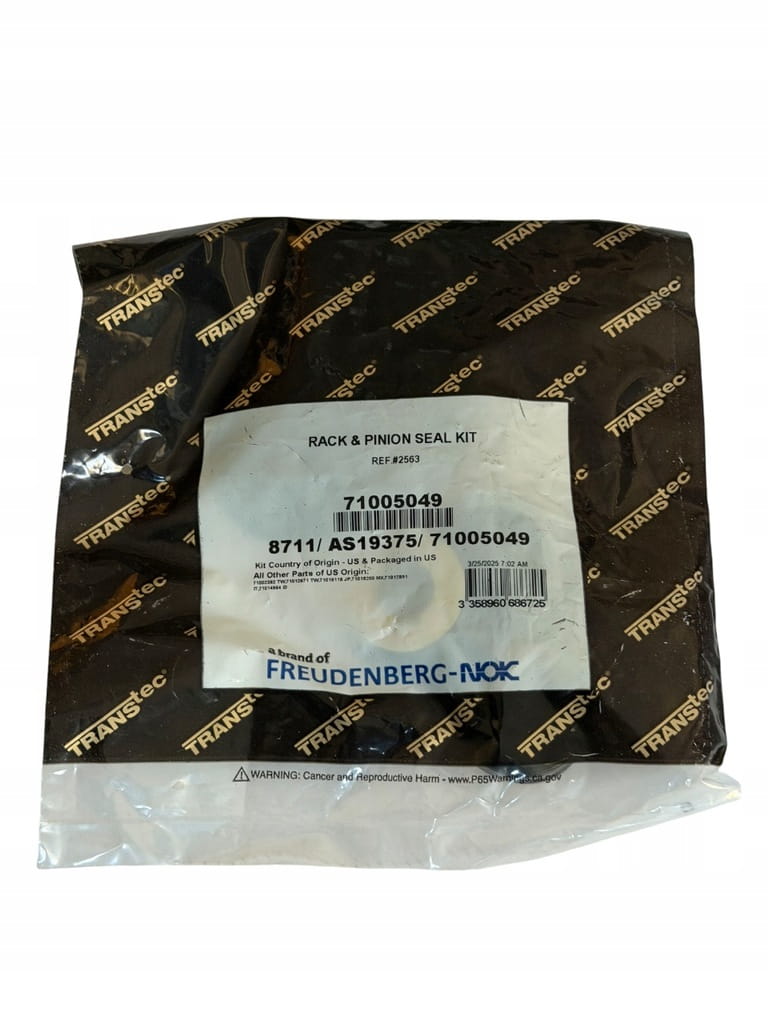 TRANStec®
RACK & PINION SEAL KIT
REF.#2563
71005049
8711/ AS19375/ 71005049
Kit Country of Origin - US & Packaged in US
All Other Parts of US Origin:
3/25/2025 7:02 AM
3 358960 686725
a brand of
FREUDENBERG-NOK
WARNING: Cancer and Reproductive Harm - www.P65Warnings.ca.gov